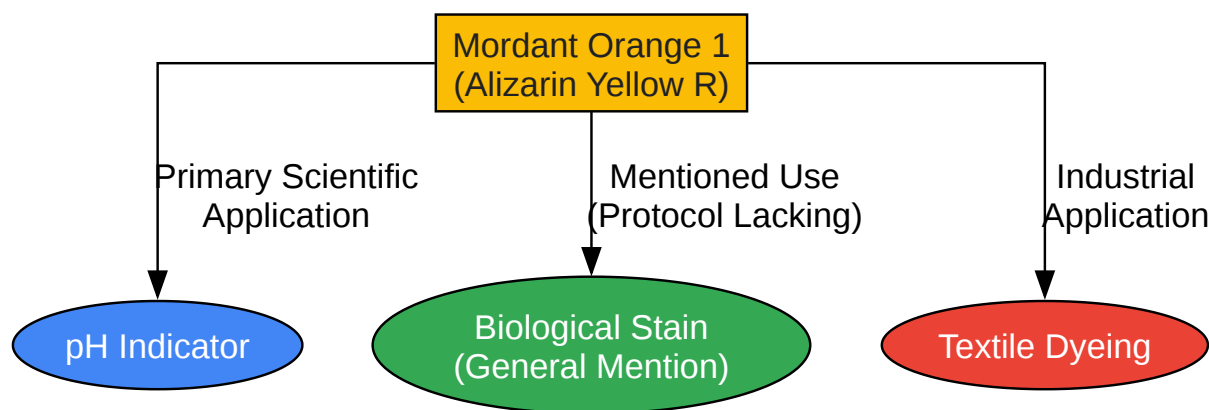 Mordant Orange 1
(Alizarin Yellow R)
Primary Scientific
Application
Mentioned Use
(Protocol Lacking)
Industrial
Application
pH Indicator
Biological Stain
(General Mention)
Textile Dyeing